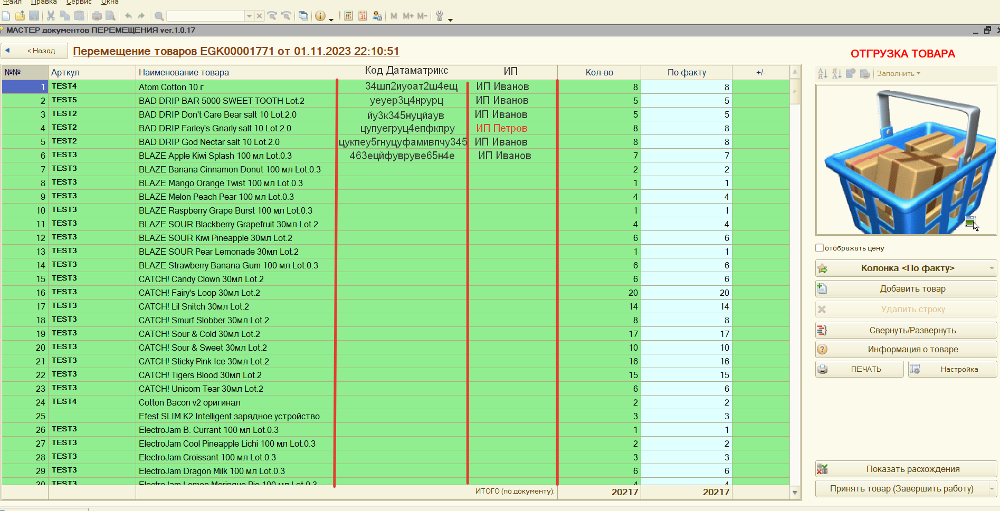 Файл Правка Сервис Окна
M M+ M-
МАСТЕР документов ПЕРЕМЕЩЕНИЯ ver.1.0.17
< Назад Перемещение товаров EGK00001771 от 01.11.2023 22:10:51
ОТГРУЗКА ТОВАРА
№№ Арткул Наименование товара Код Датаматрикс ИП Кол-во По факту +/-
1 TEST4 Atom Cotton 10 г 34шп2иуоат2ш4ещ ИП Иванов 8 8
2 TEST5 BAD DRIP BAR 5000 SWEET TOOTH Lot.2 уеуер3ц4нрурц ИП Иванов 5 5
3 TEST2 BAD DRIP Don't Care Bear salt 10 Lot.2.0 йу3к345нуцйаув ИП Иванов 5 5
4 TEST2 BAD DRIP Farley's Gnarly salt 10 Lot.2.0 цупуегруц4епфкпру ИП Петров 8 8
5 TEST2 BAD DRIP God Nectar salt 10 Lot.2.0 цукпеу5гнуцуфамивпчу345 ИП Иванов 8 8
6 TEST3 BLAZE Apple Kiwi Splash 100 мл Lot.0.3 463ецйфувруве65н4е ИП Иванов 7 7
7 TEST3 BLAZE Banana Cinnamon Donut 100 мл Lot.0.3 2 2
8 TEST3 BLAZE Mango Orange Twist 100 мл Lot.0.3 1 1
9 TEST3 BLAZE Melon Peach Pear 100 мл Lot.0.3 4 4
10 TEST3 BLAZE Raspberry Grape Burst 100 мл Lot.0.3 1 1
11 TEST3 BLAZE SOUR Blackberry Grapefruit 30мл Lot.2 4 4
12 TEST3 BLAZE SOUR Kiwi Pineapple 30мл Lot.2 6 6
13 TEST3 BLAZE SOUR Pear Lemonade 30мл Lot.2 1 1
14 TEST3 BLAZE Strawberry Banana Gum 100 мл Lot.0.3 6 6
15 TEST3 CATCH! Candy Clown 30мл Lot.2 6 6
16 TEST3 CATCH! Fairy's Loop 30мл Lot.2 20 20
17 TEST3 CATCH! Lil Snitch 30мл Lot.2 14 14
18 TEST3 CATCH! Smurf Slobber 30мл Lot.2 8 8
19 TEST3 CATCH! Sour & Cold 30мл Lot.2 17 17
20 TEST3 CATCH! Sour & Sweet 30мл Lot.2 10 10
21 TEST3 CATCH! Sticky Pink Ice 30мл Lot.2 16 16
22 TEST3 CATCH! Tigers Blood 30мл Lot.2 15 15
23 TEST3 CATCH! Unicorn Tear 30мл Lot.2 6 6
24 TEST4 Cotton Bacon v2 оригинал 2 2
25 Efest SLIM K2 Intelligent зарядное устройство 3 3
26 TEST3 ElectroJam B. Currant 100 мл Lot.0.3 1 1
27 TEST3 ElectroJam Cool Pineapple Lichi 100 мл Lot.0.3 2 2
28 TEST3 ElectroJam Croissant 100 мл Lot.0.3 3 3
29 TEST3 ElectroJam Dragon Milk 100 мл Lot.0.3 6 6
30 TEST3 ElectroJam Lemon Meringue Pie 100 мл Lot.0.3 4 4
ИТОГО (по документу): 20217 20217
Заполнить
отображать цену
Колонка <По факту>
Добавить товар
Удалить строку
Свернуть/Развернуть
Информация о товаре
ПЕЧАТЬ Настройка
Показать расхождения
Принять товар (Завершить работу)